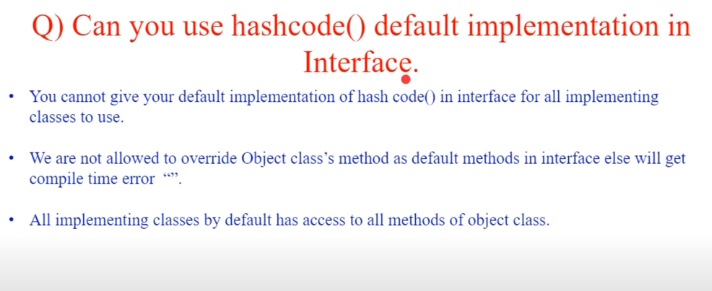 Q) Can you use hashcode() default implementation in
Interface.
• You cannot give your default implementation of hash code() in interface for all implementing
classes to use.
• We are not allowed to override Object class’s method as default methods in interface else will get
compile time error “”.
• All implementing classes by default has access to all methods of object class.